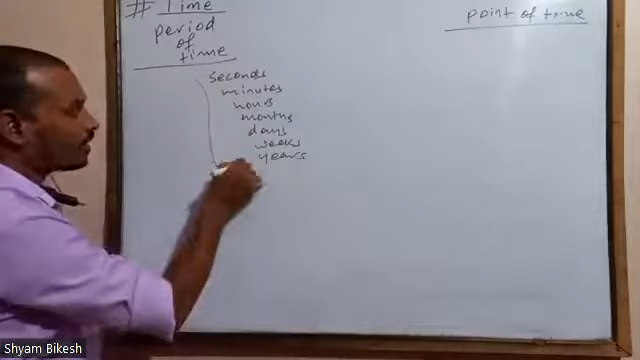 # Time
period
of
time
point of time
seconds
minutes
hours
months
days
weeks
years
Shyam Bikesh